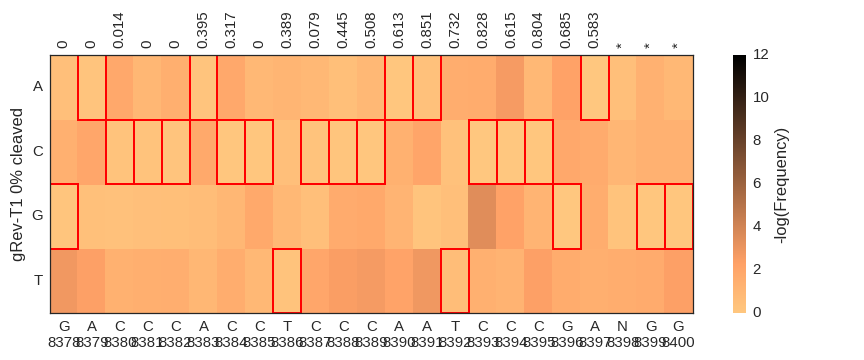 0 0 0.014 0 0 0.395 0.317 0 0.389 0.079 0.445 0.508 0.613 0.851 0.732 0.828 0.615 0.804 0.685 0.583 * * *
gRev-T1 0% cleaved
A
C
G
T
G A C C C A C C T C C C A A T C C C G A N G G
8378 8379 8380 8381 8382 8383 8384 8385 8386 8387 8388 8389 8390 8391 8392 8393 8394 8395 8396 8397 8398 8399 8400
12
10
8
6
4
2
0
-log(Frequency)